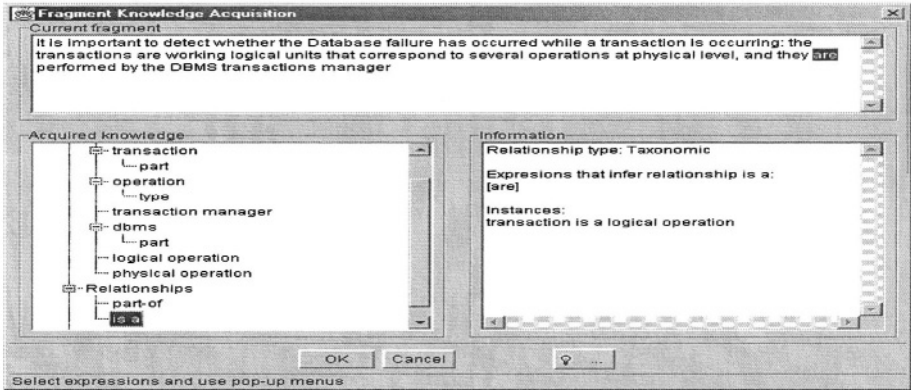 Fragment Knowledge Acquisition
Current fragment
It is important to detect whether the Database failure has occurred while a transaction is occurring: the
transactions are working logical units that correspond to several operations at physical level, and they are
performed by the DBMS transactions manager
Acquired knowledge
transaction
part
operation
type
transaction manager
dbms
part
logical operation
physical operation
Relationships
part-of
is a
Information
Relationship type: Taxonomic
Expresions that infer relationship is a:
[are]
Instances:
transaction is a logical operation
OK
Cancel
...
Select expressions and use pop-up menus